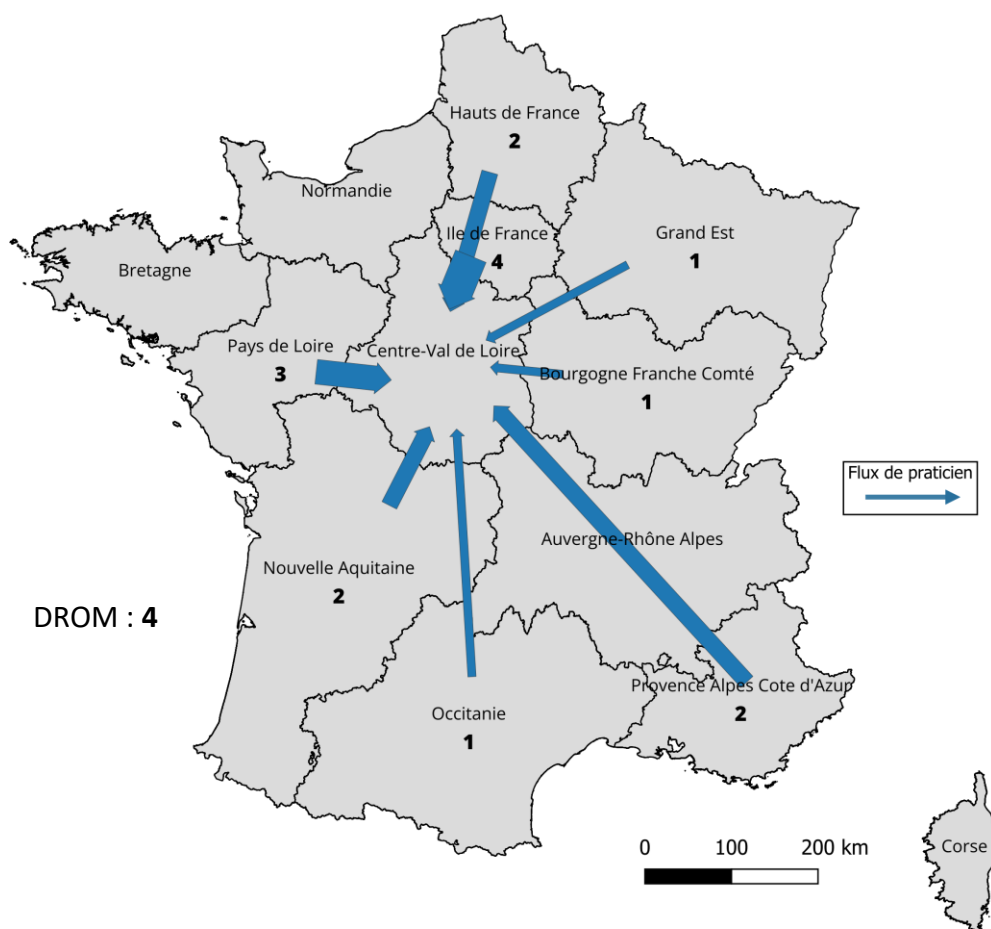 Hauts de France
2
Normandie
Ile de France
4
Grand Est
1
Bretagne
Pays de Loire
3
Centre-Val de Loire
Bourgogne Franche Comté
1
Flux de praticien
Auvergne-Rhône Alpes
Nouvelle Aquitaine
2
DROM : 4
Provence Alpes Cote d'Azur
2
Occitanie
1
0 100 200 km
Corse